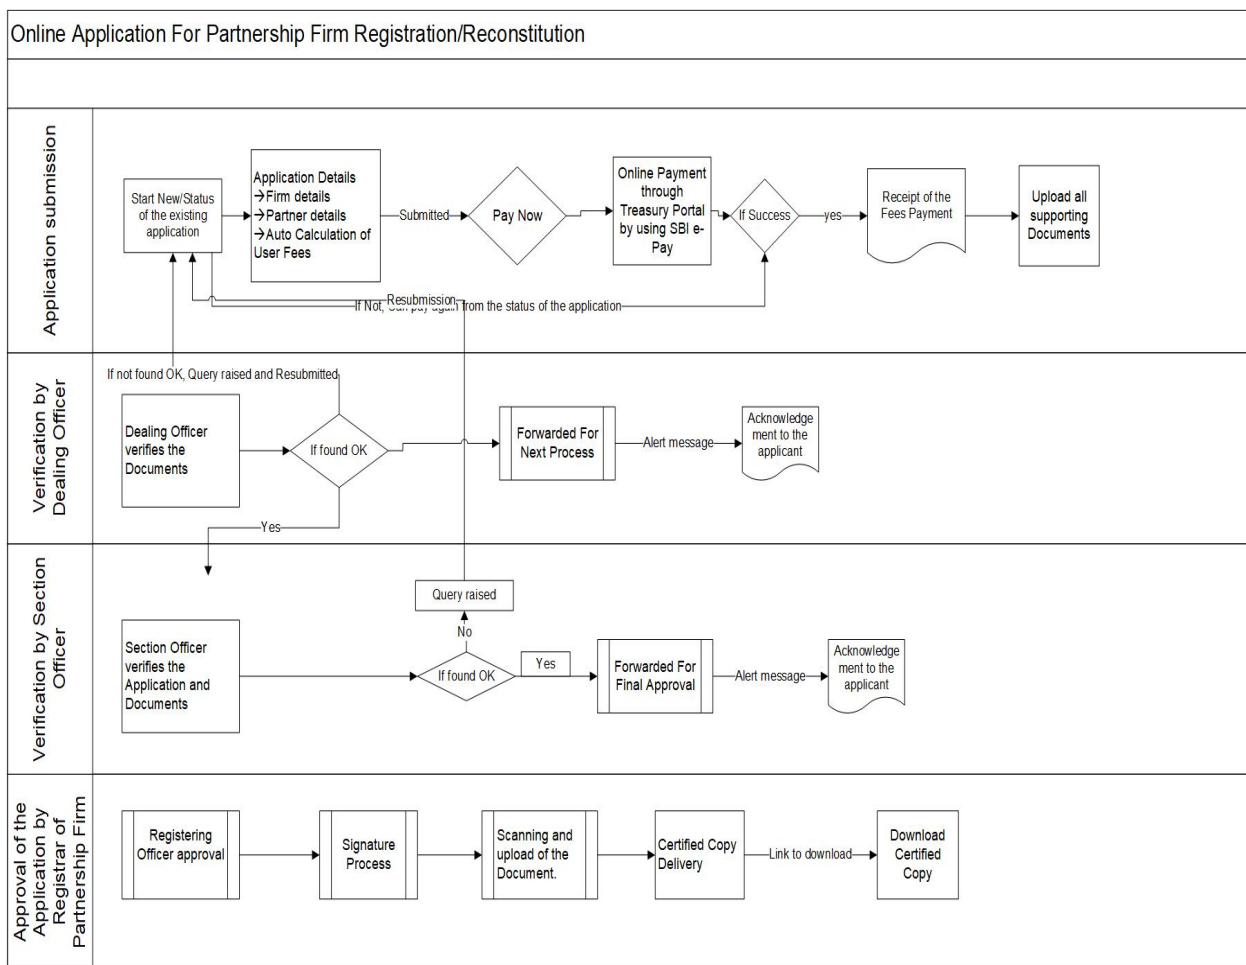 Online Application For Partnership Firm Registration/Reconstitution
Application submission
Start New/Status
of the existing
application
Application Details
→Firm details
→Partner details
→Auto Calculation of
User Fees
Submitted
Pay Now
Online Payment
through
Treasury Portal
by using SBI e-
Pay
If Success
yes
Receipt of the
Fees Payment
Upload all
supporting
Documents
Resubmission
If Not, Can pay again from the status of the application
Verification by
Dealing Officer
If not found OK, Query raised and Resubmitted
Dealing Officer
verifies the
Documents
If found OK
Forwarded For
Next Process
Alert message
Acknowledge
ment to the
applicant
Yes
Verification by Section
Officer
Query raised
No
Section Officer
verifies the
Application and
Documents
If found OK
Yes
Forwarded For
Final Approval
Alert message
Acknowledge
ment to the
applicant
Approval of the
Application by
Registrar of
Partnership Firm
Registering
Officer approval
Signature
Process
Scanning and
upload of the
Document.
Certified Copy
Delivery
Link to download
Download
Certified
Copy